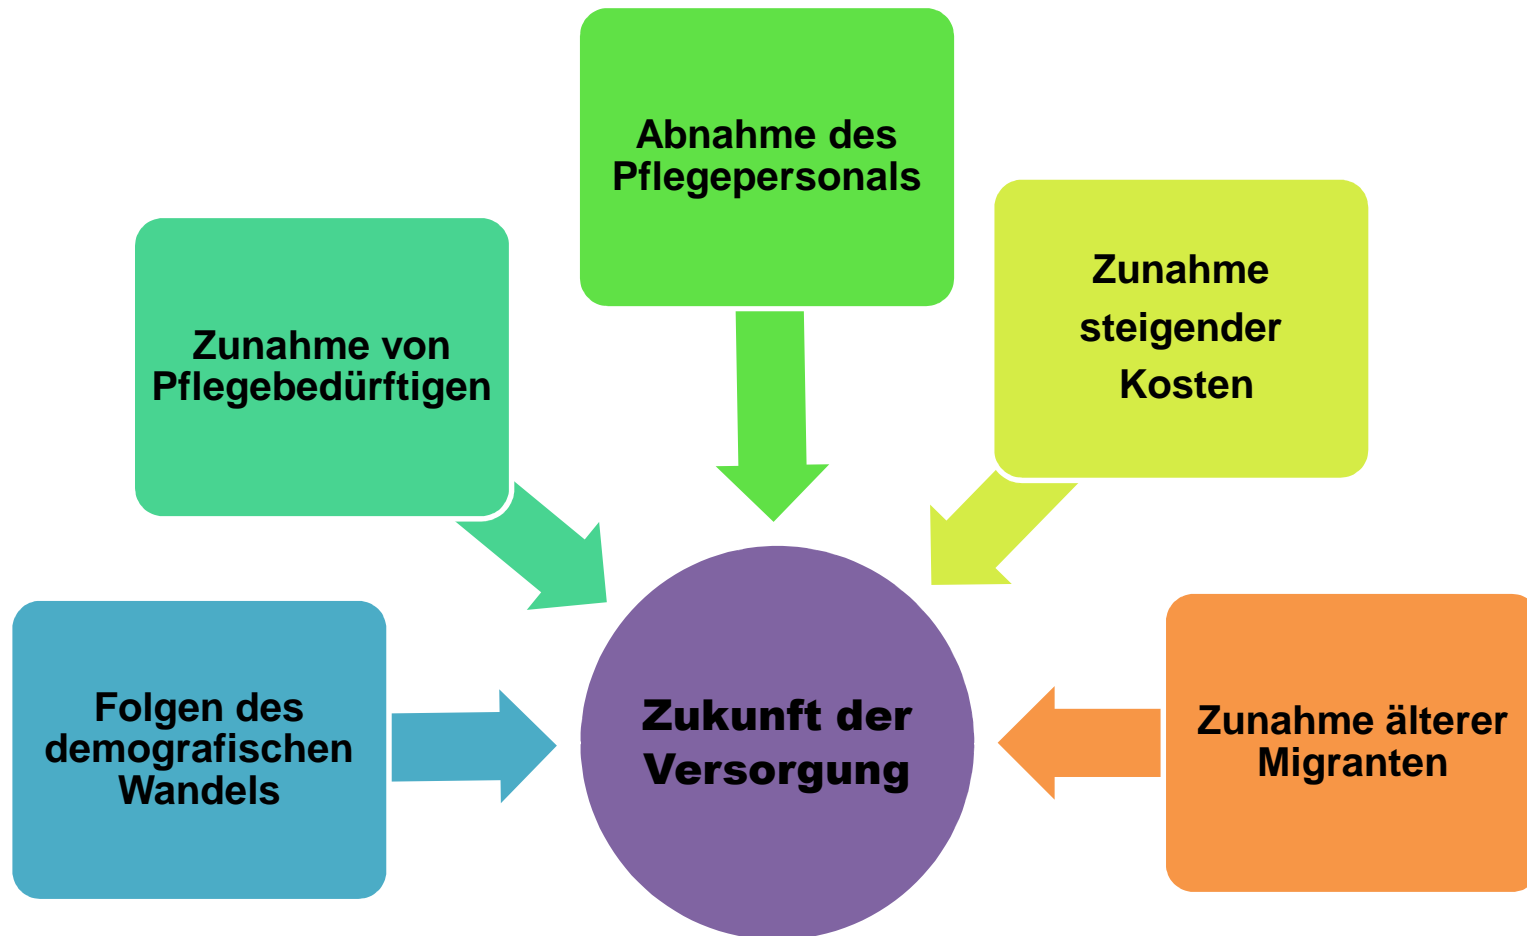 Abnahme des
Pflegepersonals
Zunahme
steigender
Kosten
Zunahme von
Pflegebedürftigen
Folgen des
demografischen
Wandels
Zukunft der
Versorgung
Zunahme älterer
Migranten